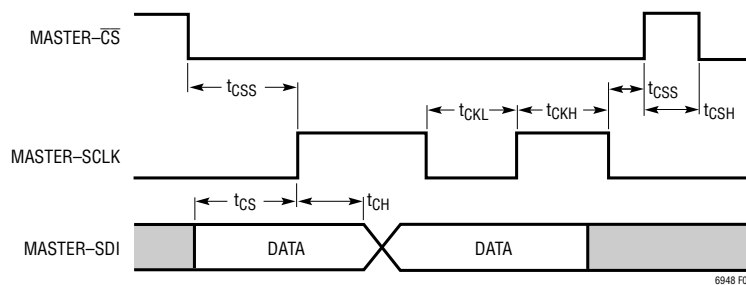 MASTER–CS
tCSS
tCSS
tCKL
tCKH
tCSH
MASTER–SCLK
tCS
tCH
MASTER–SDI
DATA
DATA
6948 F0